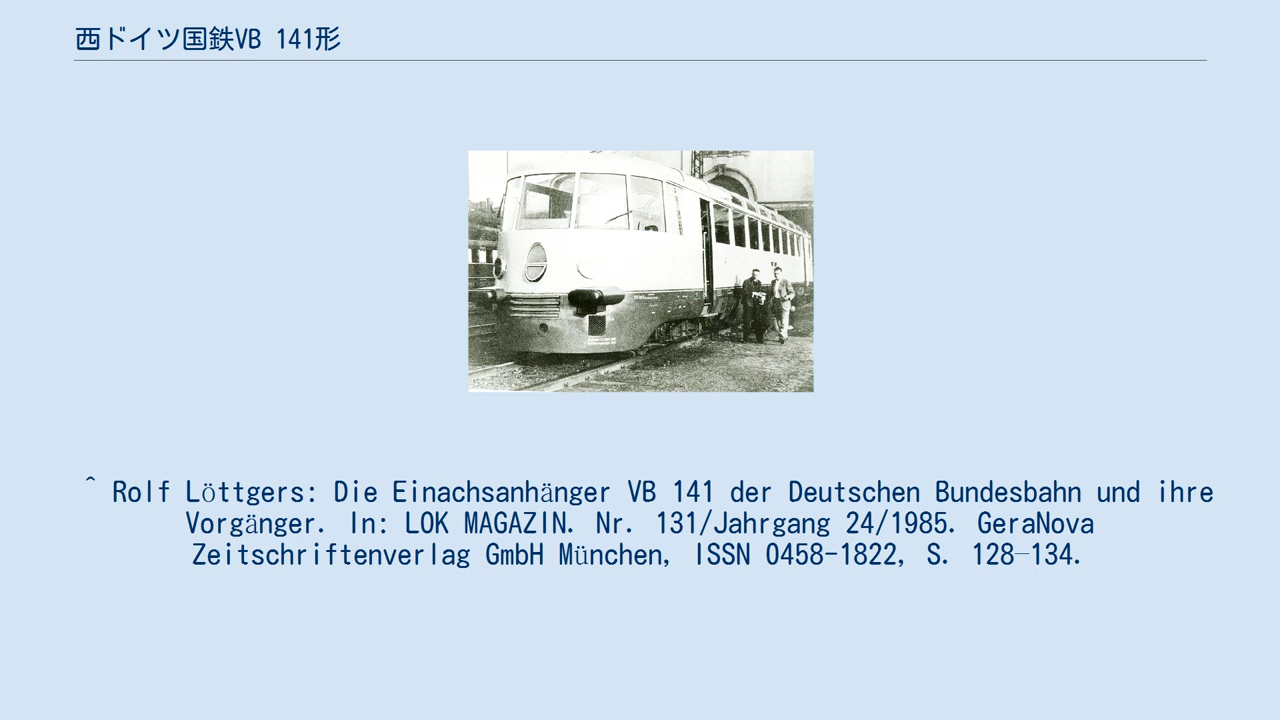 西ドイツ国鉄VB 141形
^ Rolf Löttgers: Die Einachsanhänger VB 141 der Deutschen Bundesbahn und ihre
Vorgänger. In: LOK MAGAZIN. Nr. 131/Jahrgang 24/1985. GeraNova
Zeitschriftenverlag GmbH München, ISSN 0458-1822, S. 128–134.